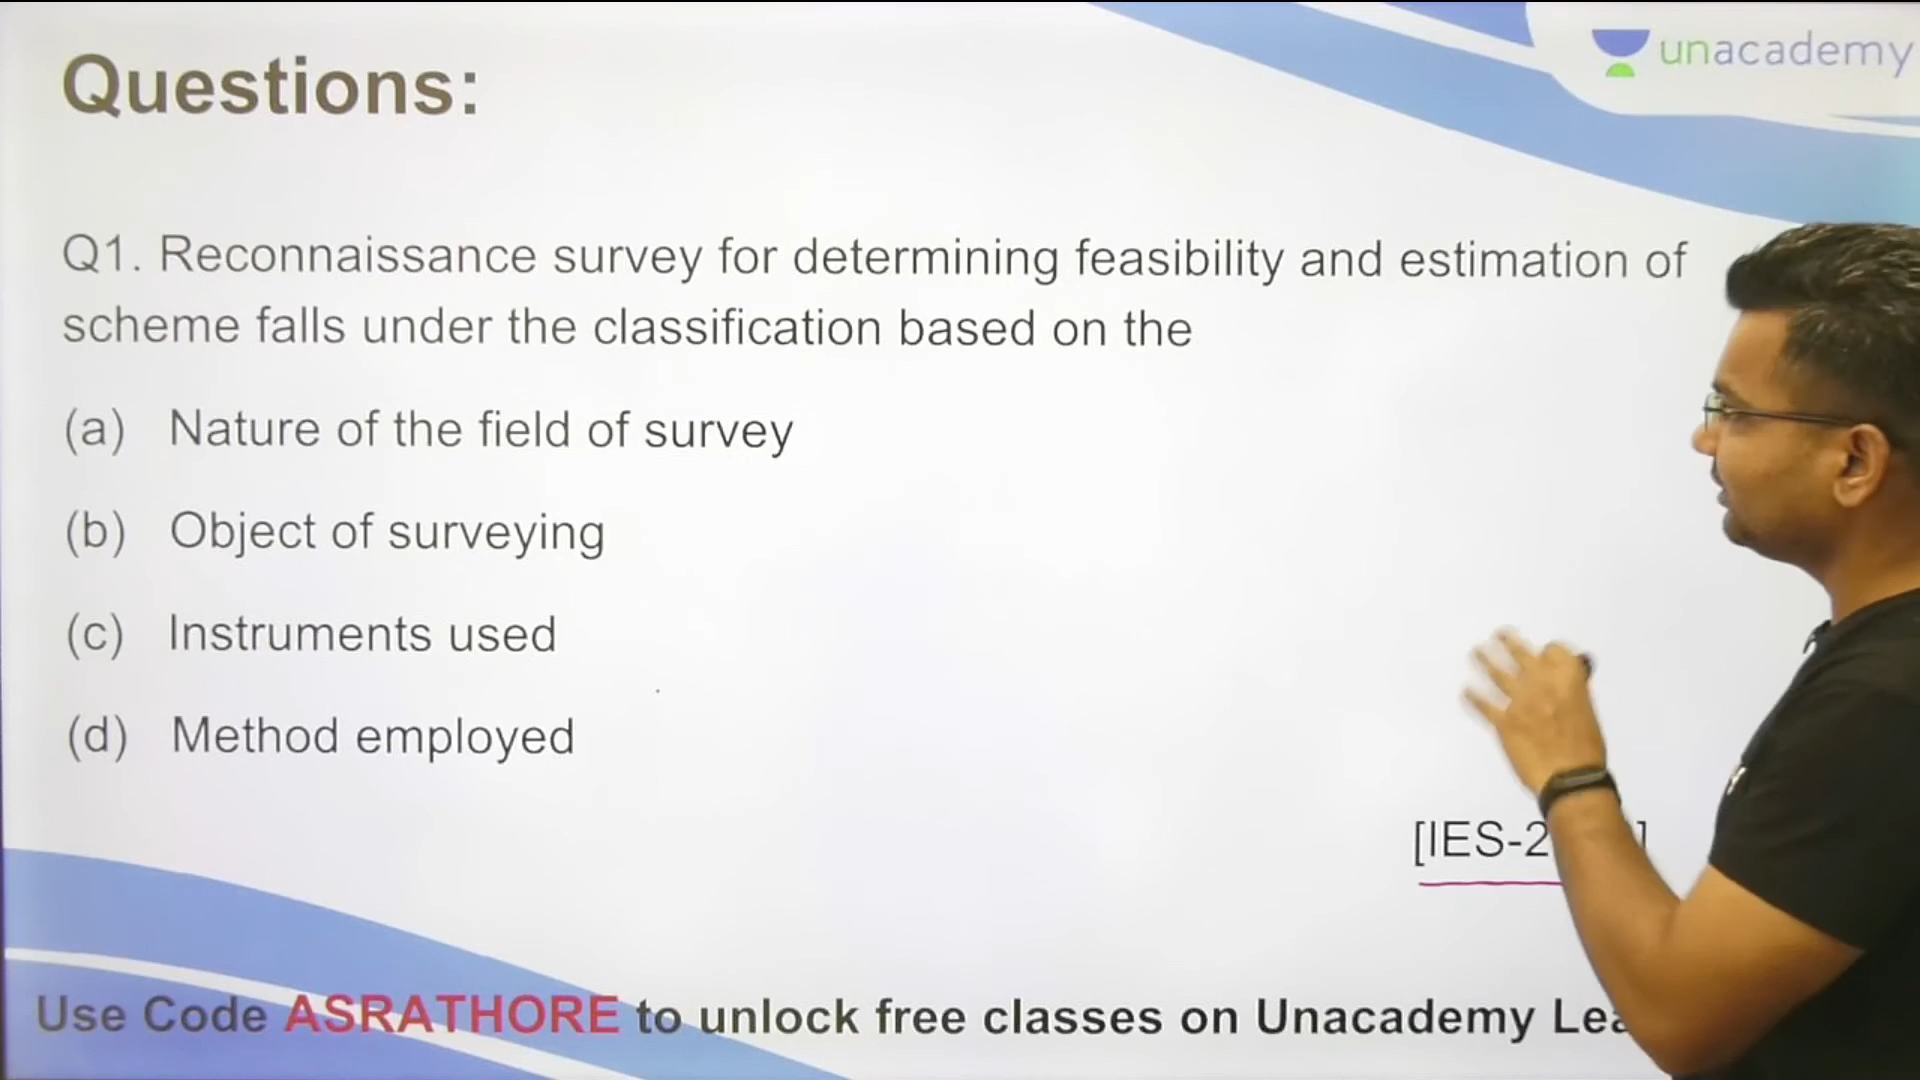 unacademy
Questions:
Q1. Reconnaissance survey for determining feasibility and estimation of
scheme falls under the classification based on the
(a) Nature of the field of survey
(b) Object of surveying
(c) Instruments used
(d) Method employed
[IES-2 ]
Use Code ASRATHORE to unlock free classes on Unacademy